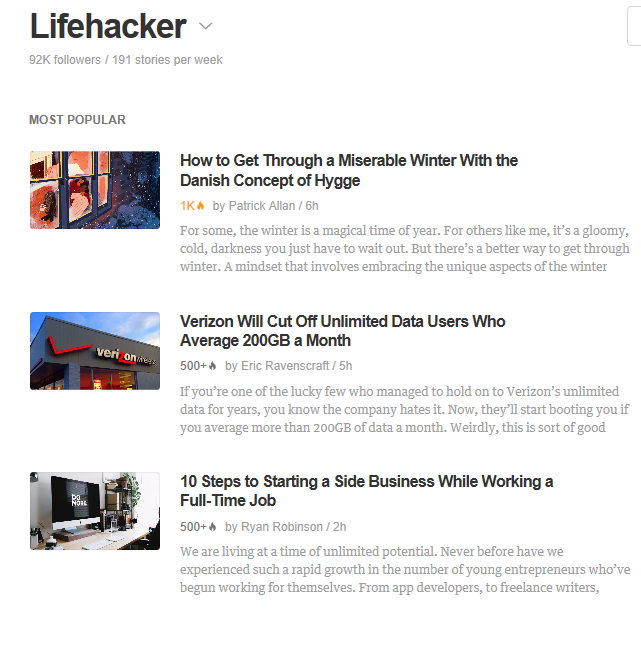 Lifehacker
92K followers / 191 stories per week
MOST POPULAR
How to Get Through a Miserable Winter With the
Danish Concept of Hygge
1K by Patrick Allan / 6h
For some, the winter is a magical time of year. For others like me, it's a gloomy,
cold, darkness you just have to wait out. But there's a better way to get through
winter. A mindset that involves embracing the unique aspects of the winter
verizon wireless
Verizon Will Cut Off Unlimited Data Users Who
Average 200GB a Month
500+ by Eric Ravenscraft / 5h
If you're one of the lucky few who managed to hold on to Verizon's unlimited
data for years, you know the company hates it. Now, they'll start booting you if
you average more than 200GB of data a month. Weirdly, this is sort of good
DO
MORE
10 Steps to Starting a Side Business While Working a
Full-Time Job
500+ by Ryan Robinson / 2h
We are living at a time of unlimited potential. Never before have we
experienced such a rapid growth in the number of young entrepreneurs who've
begun working for themselves. From app developers, to freelance writers,